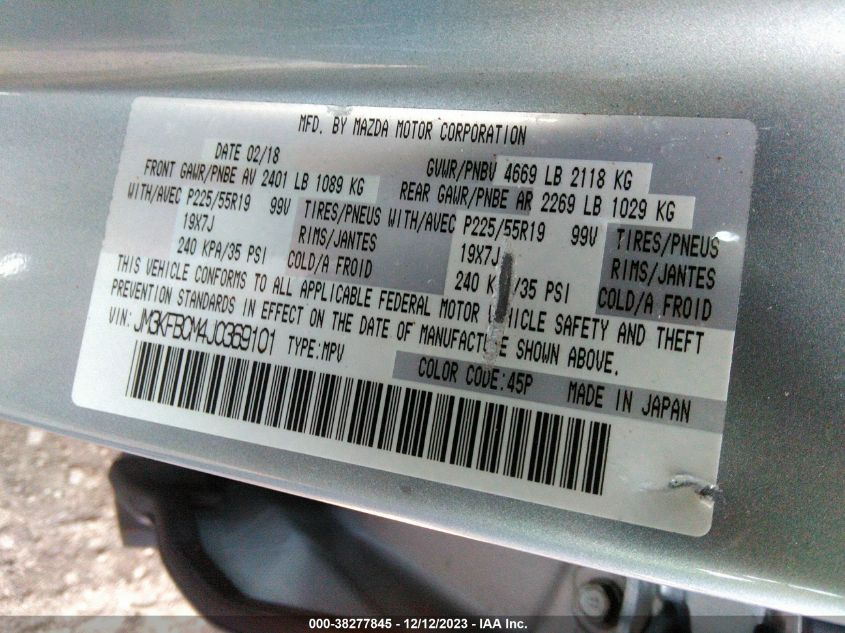 MFD. BY MAZDA MOTOR CORPORATION
DATE 02/18 GVWR/PNBV 4669 LB 2118 KG
FRONT GAWR/PNBE AV 2401 LB 1089 KG REAR GAWR/PNBE AR 2269 LB 1029 KG
WITH/AVEC P225/55R19 99V TIRES/PNEUS WITH/AVEC P225/55R19 99V TIRES/PNEUS
19X7J RIMS/JANTES 19X7J RIMS/JANTES
240 KPA/35 PSI COLD/A FROID 240 K /35 PSI COLD/A FROID
THIS VEHICLE CONFORMS TO ALL APPLICABLE FEDERAL MOTOR VEHICLE SAFETY AND THEFT
PREVENTION STANDARDS IN EFFECT ON THE DATE OF MANUFACTURE SHOWN ABOVE.
VIN: JM3KFBCM4J0369101 TYPE:MPV
COLOR CODE:45P MADE IN JAPAN
000-38277845 / 12/12/2023 - IAA Inc.